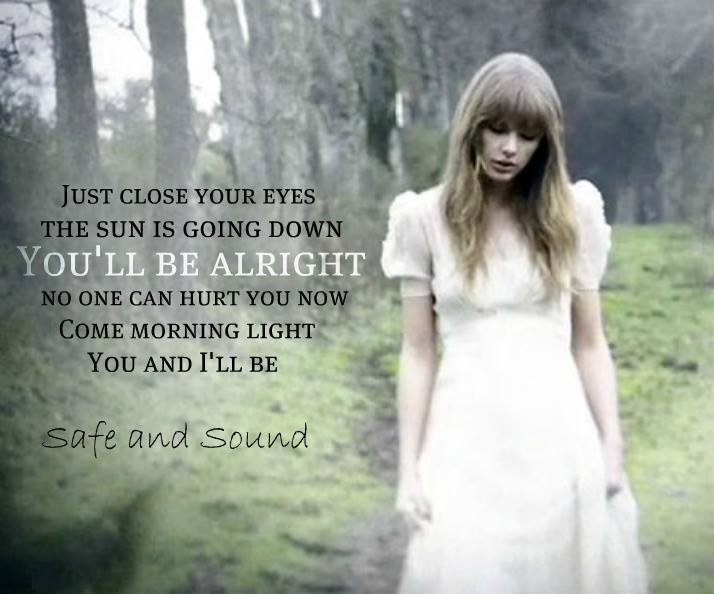 Just close your eyes
the sun is going down
You'll be alright
no one can hurt you now
Come morning light
You and I'll be
Safe and Sound